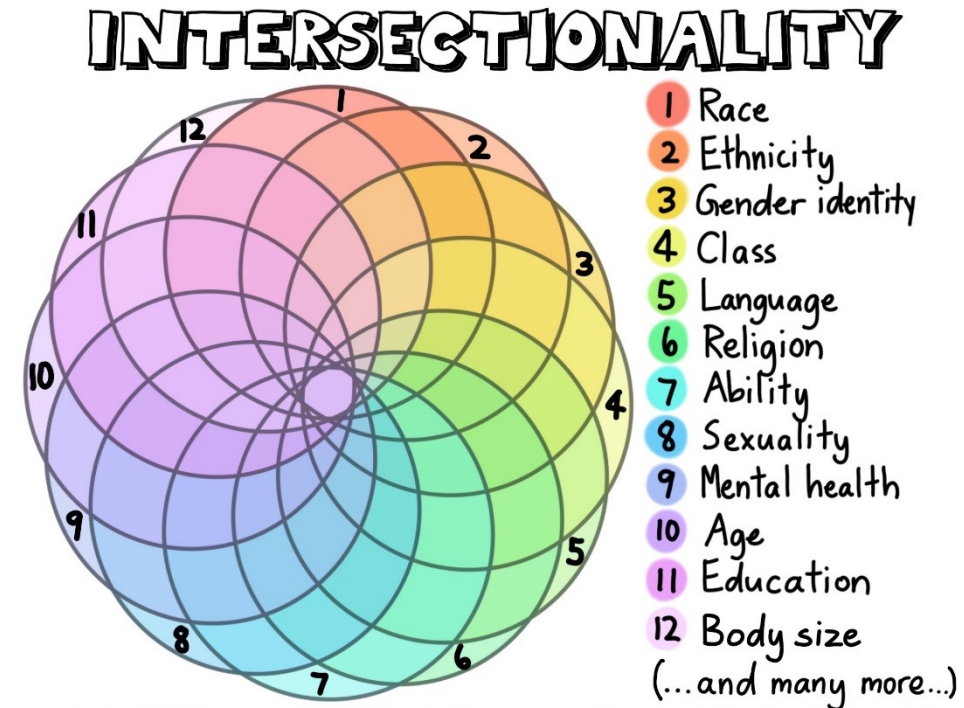 INTERSECTIONALITY
1
2
3
4
5
6
7
8
9
10
11
12
1 Race
2 Ethnicity
3 Gender identity
4 Class
5 Language
6 Religion
7 Ability
8 Sexuality
9 Mental health
10 Age
11 Education
12 Body size
(...and many more...)